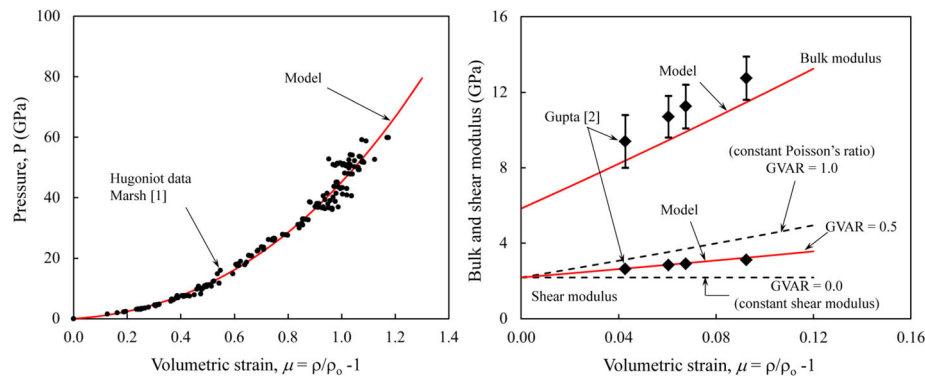 100
80
60
40
20
0
Pressure, P (GPa)
Model
Hugoniot data
Marsh [1]
0.0 0.2 0.4 0.6 0.8 1.0 1.2 1.4
Volumetric strain, μ = ρ/ρo -1
16
12
8
4
0
Bulk and shear modulus (GPa)
Bulk modulus
Model
Gupta [2]
(constant Poisson's ratio)
GVAR = 1.0
Model
GVAR = 0.5
Shear modulus
GVAR = 0.0
(constant shear modulus)
0.00 0.04 0.08 0.12 0.16
Volumetric strain, μ = ρ/ρo -1